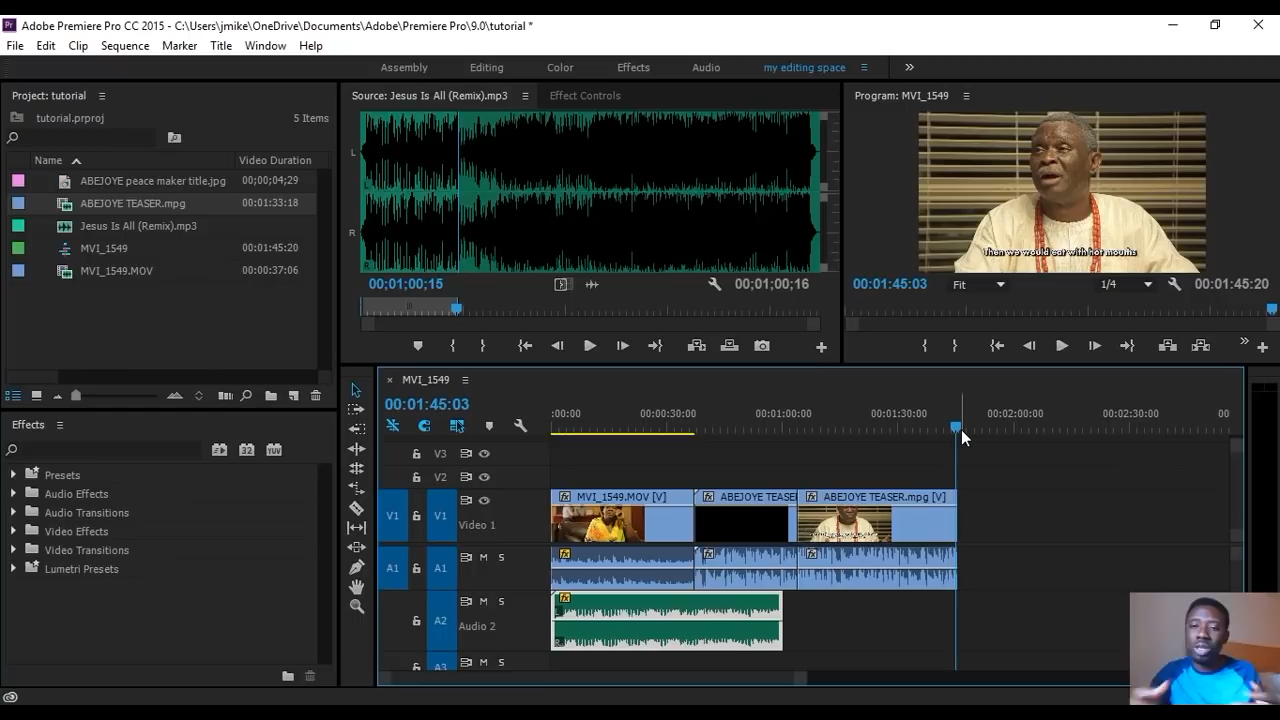 Adobe Premiere Pro CC 2015 - C:\Users\jmike\OneDrive\Documents\Adobe\Premiere Pro\9.0\tutorial *
File Edit Clip Sequence Marker Title Window Help
Assembly Editing Color Effects Audio my editing space
Project: tutorial
tutorial.prproj 5 Items
Name Video Duration
ABEJOYE peace maker title.jpg 00;00;04;29
ABEJOYE TEASER.mpg 00:01:33:18
Jesus Is All (Remix).mp3
MVI_1549 00:01:45:20
MVI_1549.MOV 00:00:37:06
Source: Jesus Is All (Remix).mp3 Effect Controls
L
R
R
00;01;00;15 00;01;00;16
Program: MVI_1549
Then we would eat with hot mouths
00:01:45:03 Fit 1/4 00:01:45:20
Effects
Presets
Audio Effects
Audio Transitions
Video Effects
Video Transitions
Lumetri Presets
MVI_1549
00:01:45:03
:00:00 00:00:30:00 00:01:00:00 00:01:30:00 00:02:00:00 00:02:30:00 00
V3
V2
V1 V1 Video 1
MVI_1549.MOV [V] ABEJOYE TEASE ABEJOYE TEASER.mpg [V]
A1 A1 M S
A2 M S
Audio 2
A3 M S